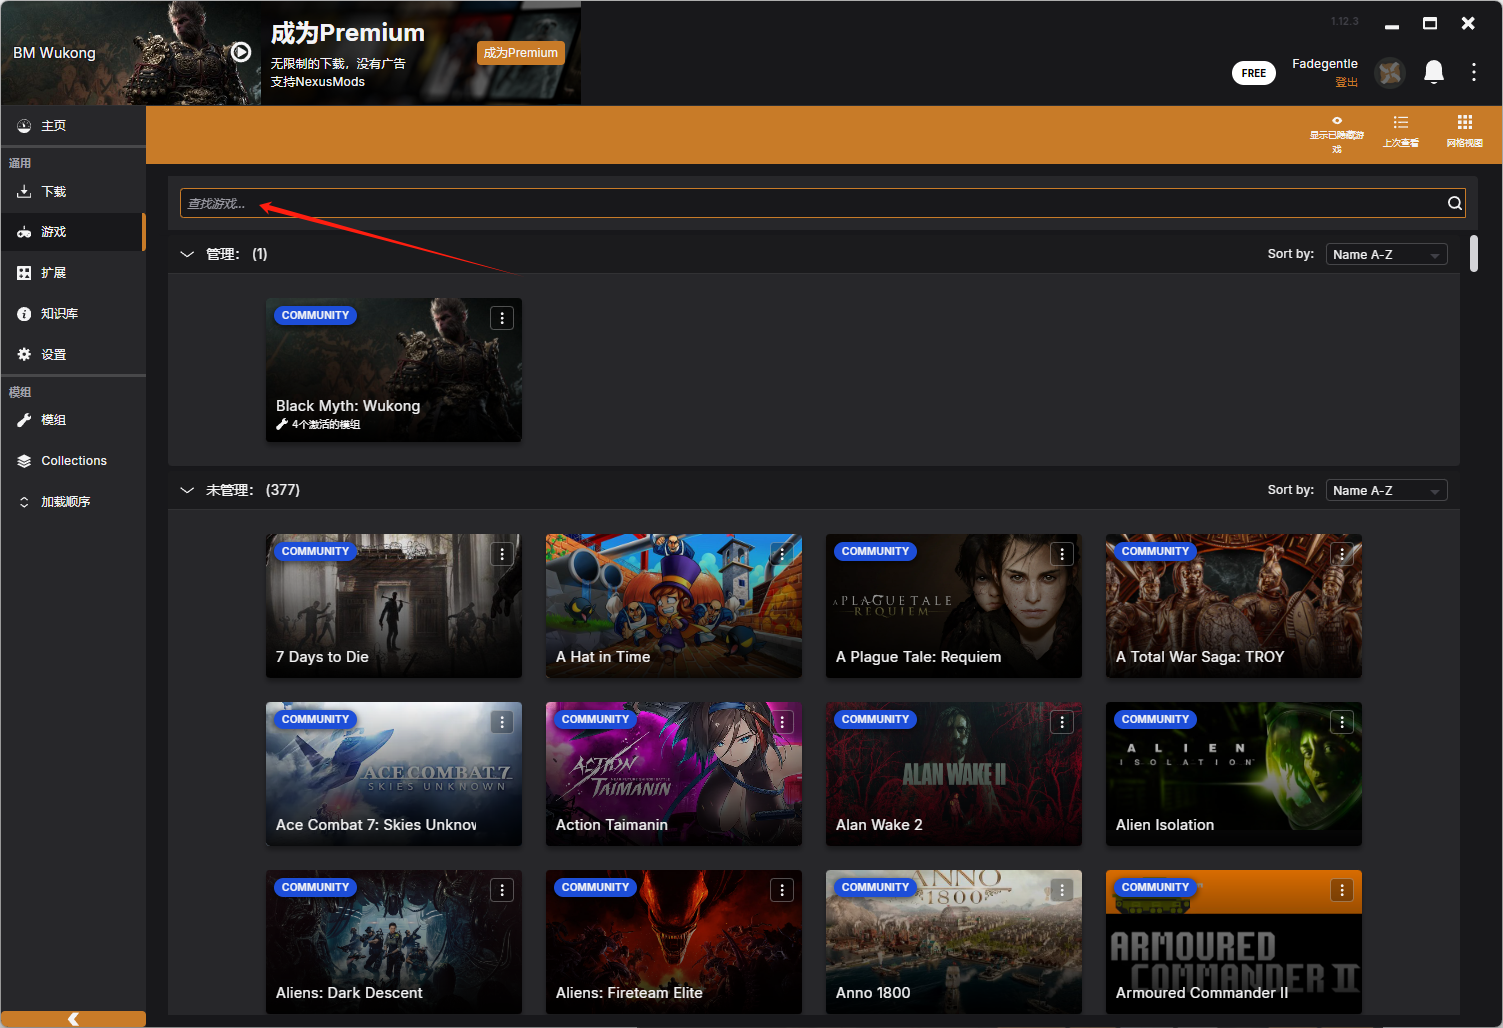 BM Wukong
成为Premium
无限制的下载，没有广告
支持NexusMods
成为Premium
1.12.3
FREE
Fadegentle
登出
主页
通用
下载
游戏
扩展
知识库
设置
模组
模组
Collections
加载顺序
显示已隐藏游
戏
上次查看
网格视图
查找游戏...
管理： (1)
Sort by:
Name A-Z
COMMUNITY
Black Myth: Wukong
4个激活的模组
未管理： (377)
Sort by:
Name A-Z
COMMUNITY
7 Days to Die
A Hat in Time
COMMUNITY
A PLAGUE TALE
REQUIEM
A Plague Tale: Requiem
COMMUNITY
A Total War Saga: TROY
COMMUNITY
ACE COMBAT 7
SKIES UNKNOWN
Ace Combat 7: Skies Unknow
COMMUNITY
ACTION
TAIMANIN
Action Taimanin
COMMUNITY
ALAN WAKE II
Alan Wake 2
COMMUNITY
ALIEN
ISOLATION
Alien Isolation
COMMUNITY
Aliens: Dark Descent
COMMUNITY
Aliens: Fireteam Elite
COMMUNITY
ANNO
1800
Anno 1800
COMMUNITY
ARMOURED
COMMANDER II
Armoured Commander II